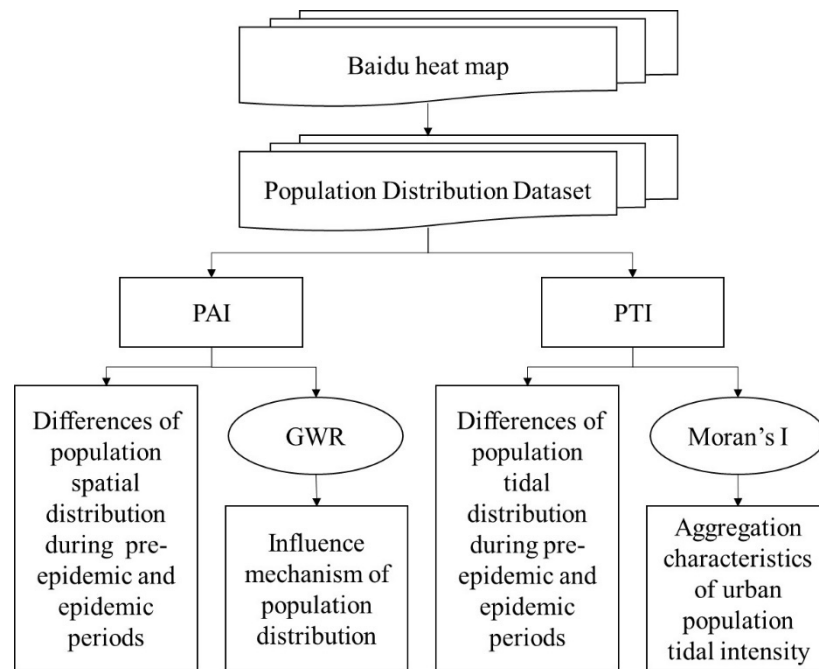 Baidu heat map
Population Distribution Dataset
PAI
PTI
Differences of
population
spatial
distribution
during pre-
epidemic and
epidemic
periods
GWR
Influence
mechanism of
population
distribution
Differences of
population
tidal
distribution
during pre-
epidemic and
epidemic
periods
Moran's I
Aggregation
characteristics
of urban
population
tidal intensity